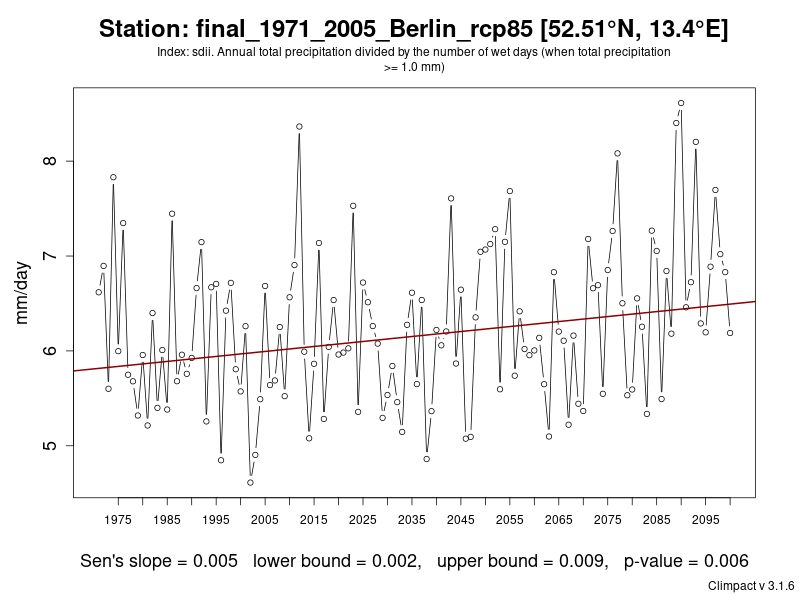 Station: final_1971_2005_Berlin_rcp85 [52.51°N, 13.4°E]
Index: sdii. Annual total precipitation divided by the number of wet days (when total precipitation
>= 1.0 mm)
8
7
6
5
mm/day
1975 1985 1995 2005 2015 2025 2035 2045 2055 2065 2075 2085 2095
Sen's slope = 0.005 lower bound = 0.002, upper bound = 0.009, p-value = 0.006
Climpact v 3.1.6